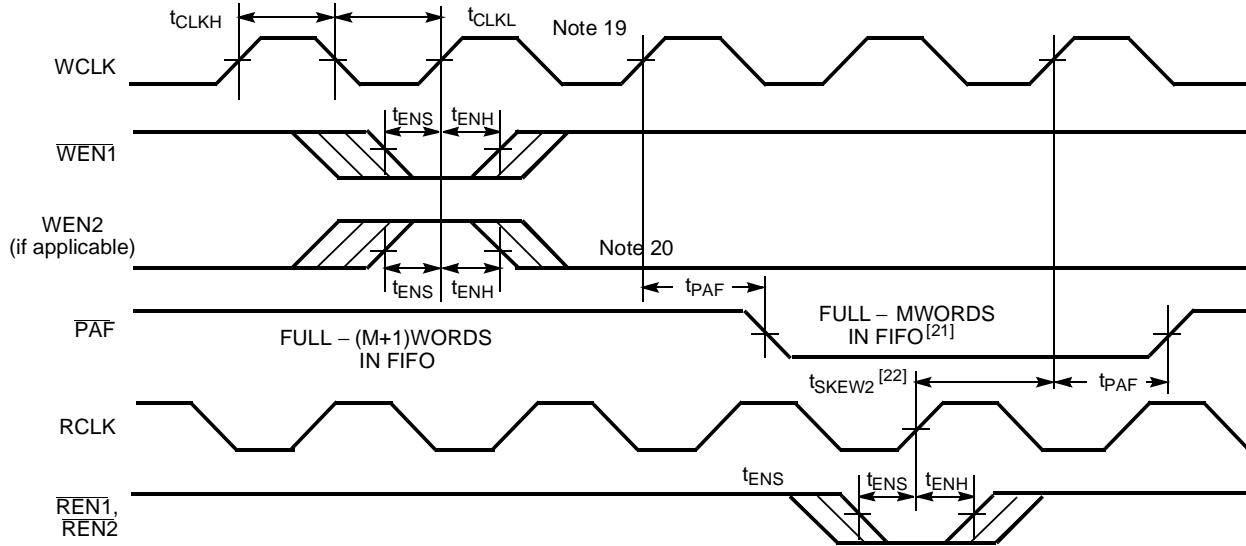 tCLKH
tCLKL
Note 19
WCLK
tENS
tENH
WEN1
WEN2
(if applicable)
Note 20
tENS
tENH
tPAF
PAF
FULL – (M+1)WORDS
IN FIFO
FULL – MWORDS
IN FIFO[21]
tSKEW2 [22]
tPAF
RCLK
tENS
tENS
tENH
REN1,
REN2